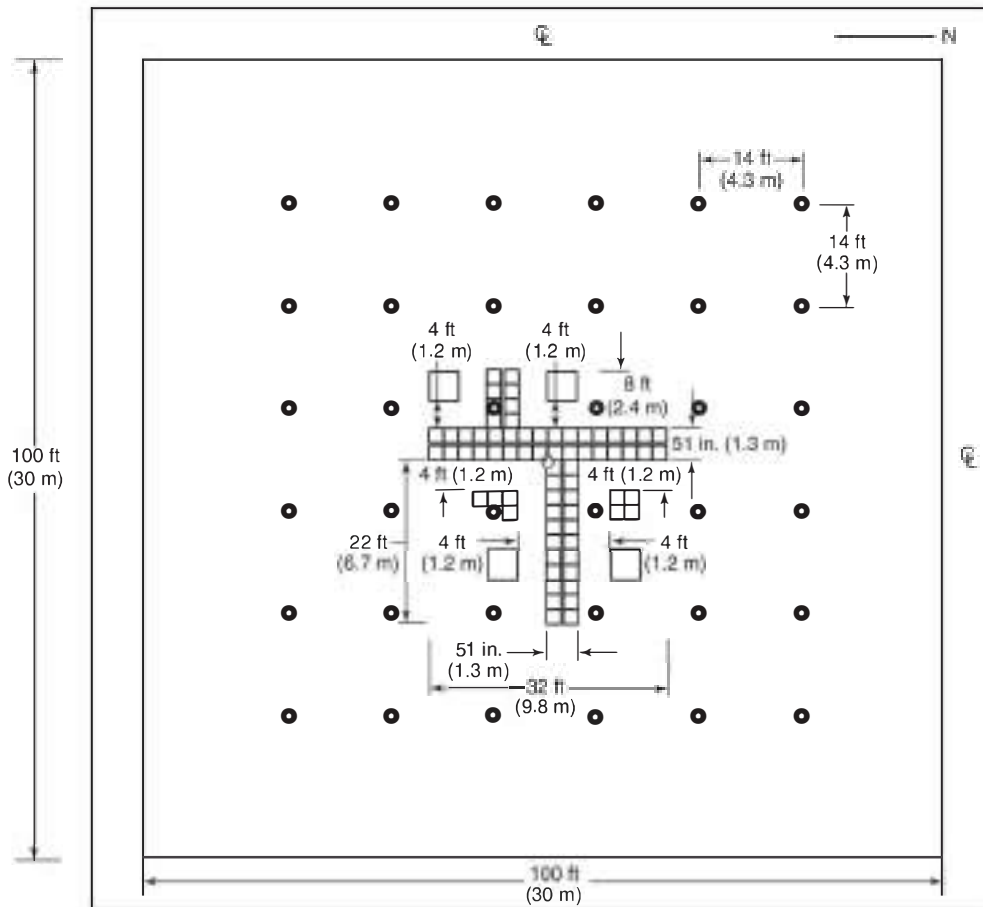 ℄
N
14 ft
(4.3 m)
14 ft
(4.3 m)
4 ft
(1.2 m)
4 ft
(1.2 m)
8 ft
(2.4 m)
51 in. (1.3 m)
100 ft
(30 m)
℄
4 ft (1.2 m)
4 ft (1.2 m)
22 ft
(6.7 m)
4 ft
(1.2 m)
4 ft
(1.2 m)
51 in.
(1.3 m)
32 ft
(9.8 m)
100 ft
(30 m)